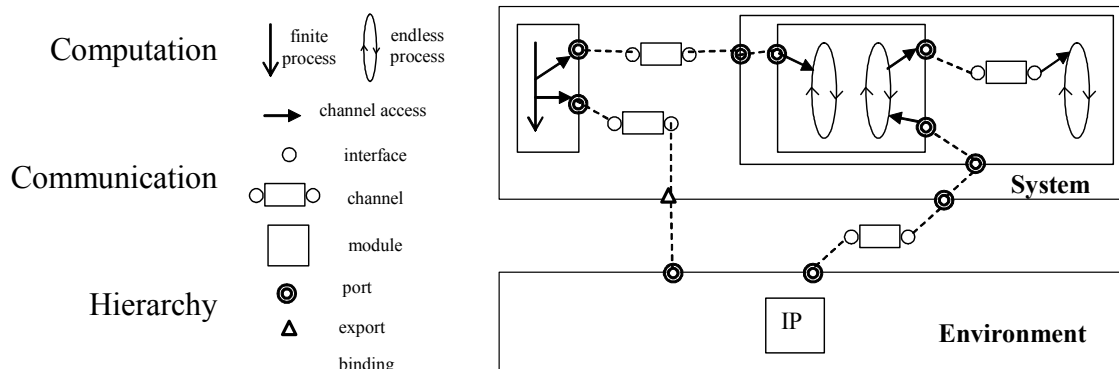 Computation
finite
process
endless
process
channel access
Communication
interface
channel
module
Hierarchy
port
export
binding
System
IP
Environment